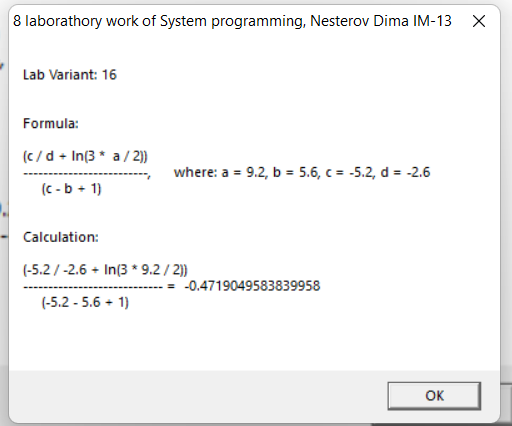 8 laborathory work of System programming, Nesterov Dima IM-13
Lab Variant: 16
Formula:
(c / d + ln(3 * a / 2))
-------------------------, where: a = 9.2, b = 5.6, c = -5.2, d = -2.6
(c - b + 1)
Calculation:
(-5.2 / -2.6 + ln(3 * 9.2 / 2))
---------------------------- = -0.4719049583839958
(-5.2 - 5.6 + 1)
OK